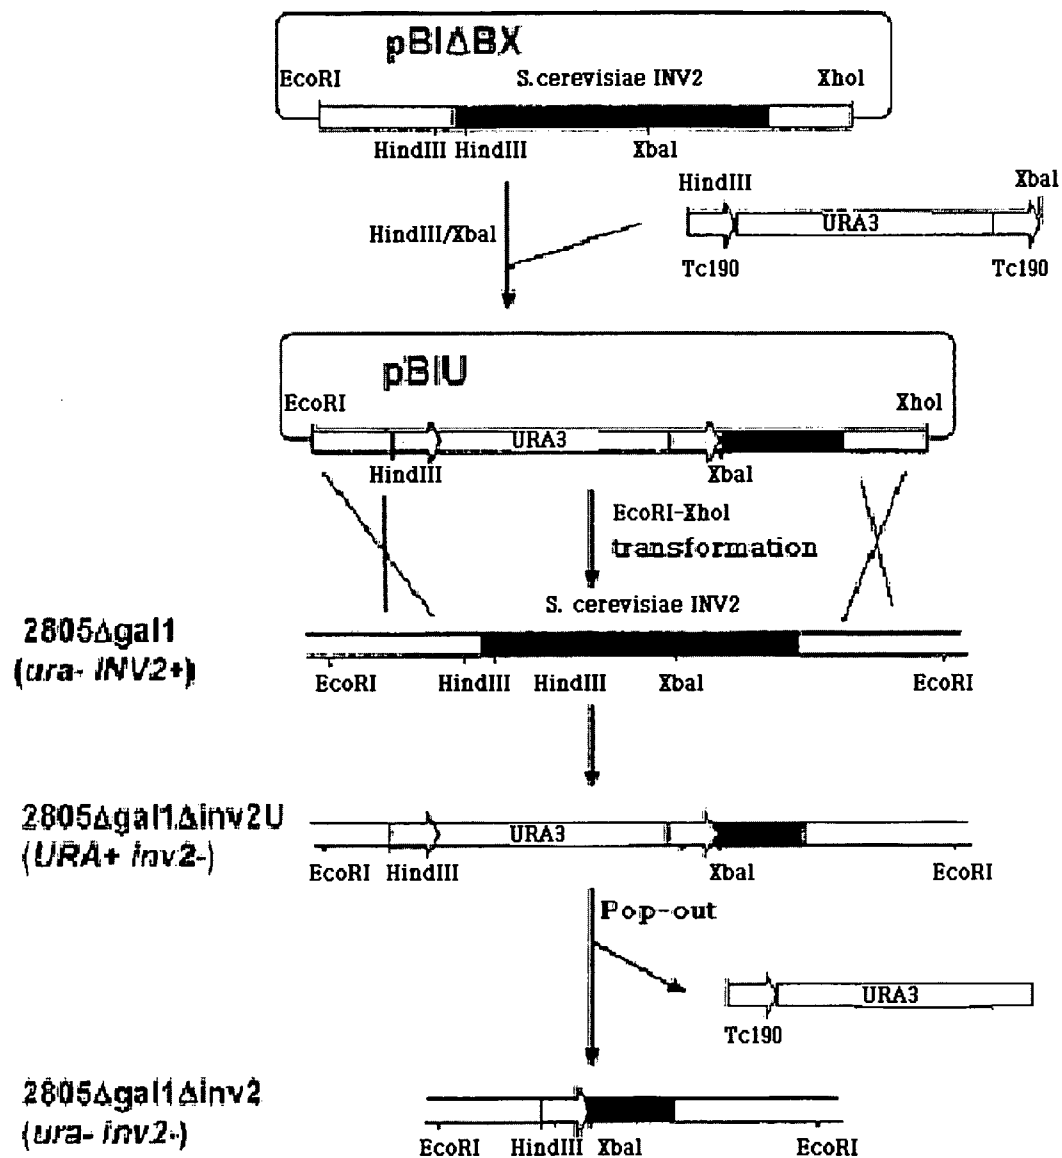 pBIΔBX
EcoRI S.cerevisiae INV2 XhoI
HindIII HindIII XbaI
HindIII XbaI
HindIII/XbaI
URA3
Tc190 Tc190
pBIU
EcoRI XhoI
URA3
HindIII XbaI
EcoRI-XhoI
transformation
S. cerevisiae INV2
2805Δgal1
(ura- INV2+)
EcoRI HindIII HindIII XbaI EcoRI
2805Δgal1Δinv2U
(URA+ inv2-)
URA3
EcoRI HindIII XbaI EcoRI
Pop-out
URA3
Tc190
2805Δgal1Δinv2
(ura- inv2-)
EcoRI HindIII XbaI EcoRI